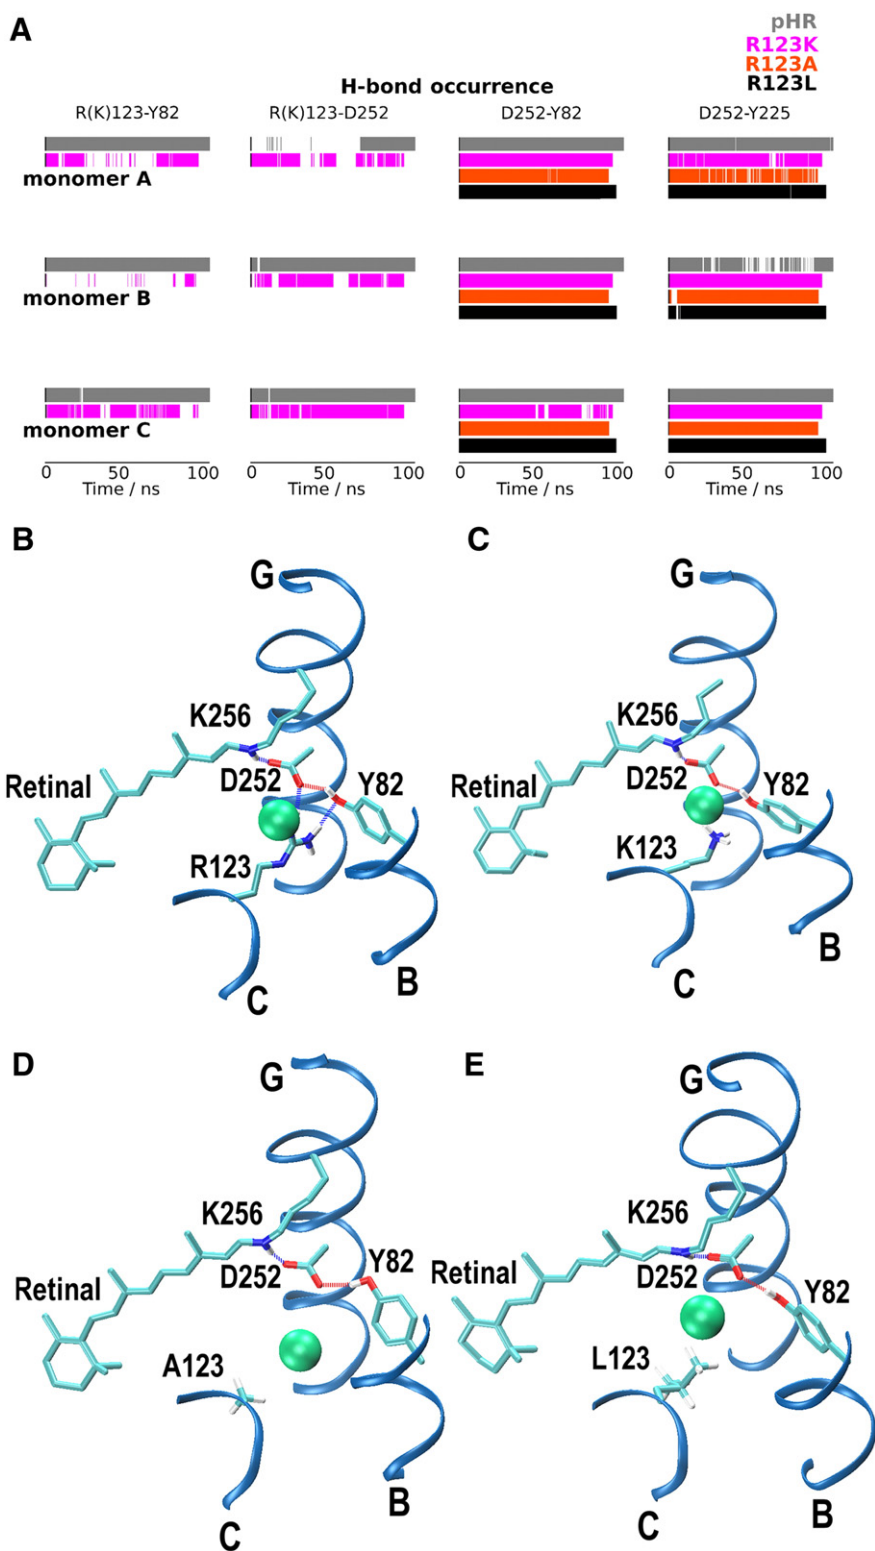 A
pHR
R123K
R123A
R123L
H-bond occurrence
R(K)123-Y82 R(K)123-D252 D252-Y82 D252-Y225
monomer A
monomer B
monomer C
0 50 100 0 50 100 0 50 100 0 50 100
Time / ns Time / ns Time / ns Time / ns
B
G
K256
Retinal
D252
Y82
R123
C
B
C
G
K256
Retinal
D252
Y82
K123
B
C
D
G
K256
Y82
D252
Retinal
A123
B
C
E
G
K256
D252
Retinal
Y82
L123
B
C